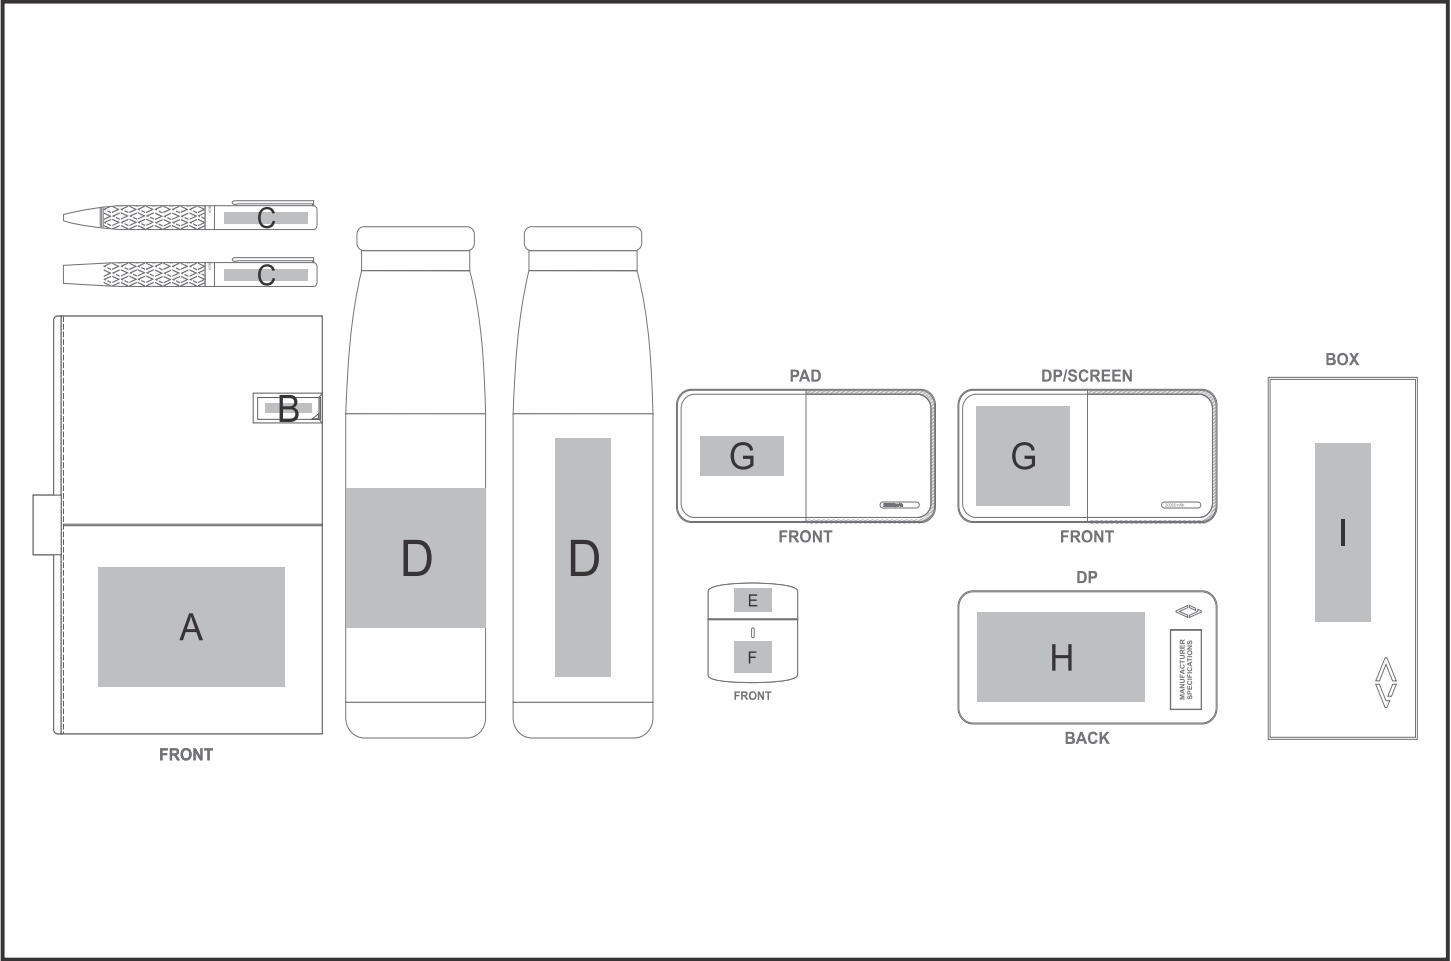 C
C
B
A
FRONT
D
D
PAD
G
FRONT
E
F
FRONT
DP/SCREEN
G
FRONT
DP
H
MANUFACTURER
SPECIFICATIONS
BACK
BOX
I